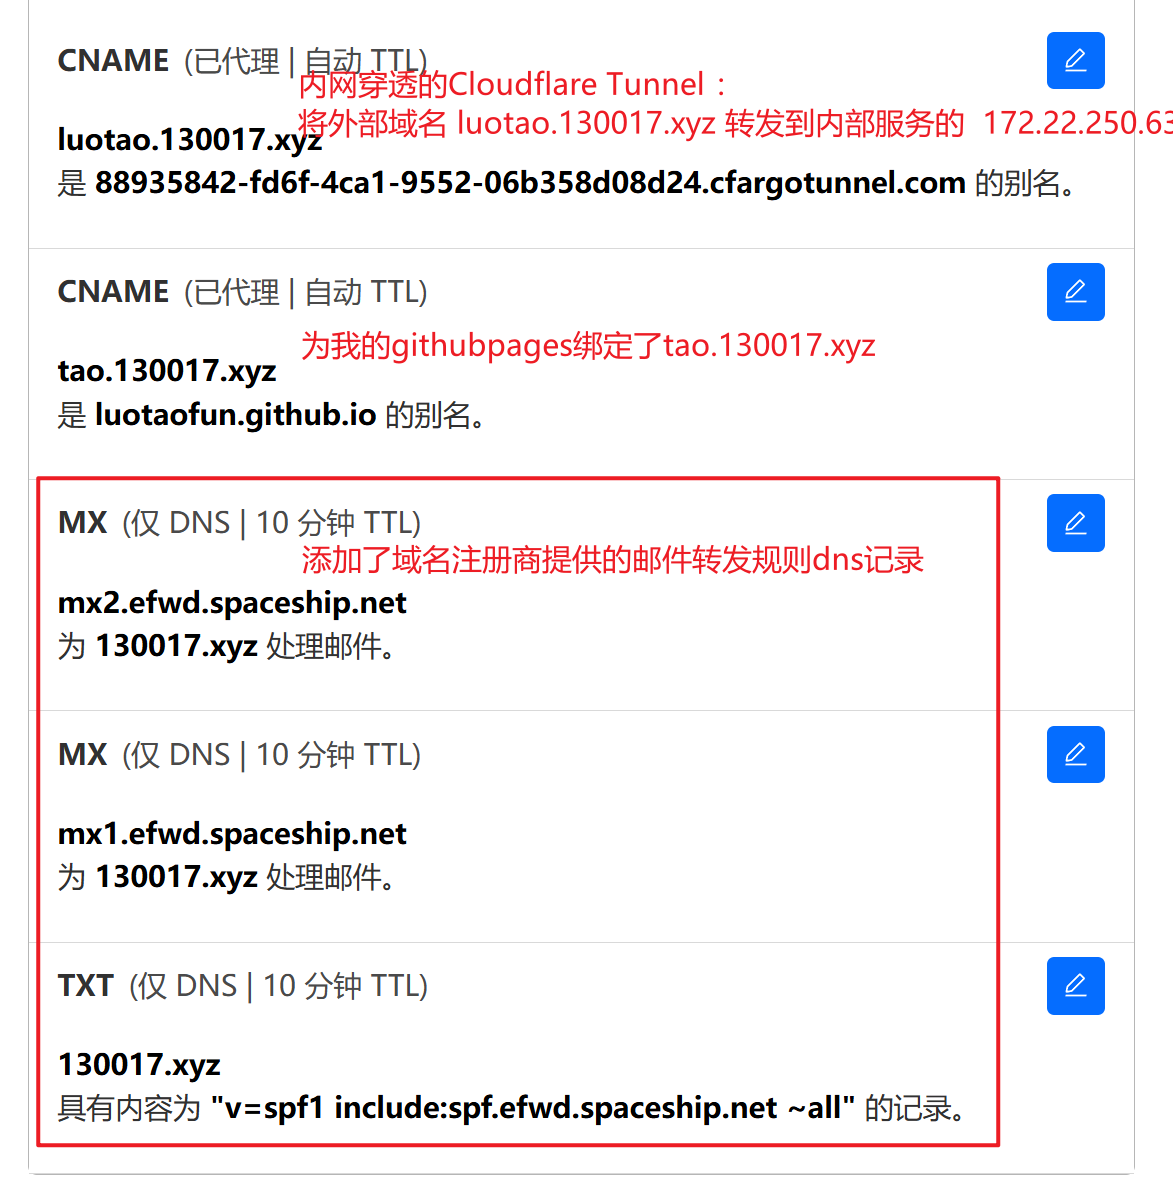 CNAME (已代理 | 自动 TTL)
内网穿透的Cloudflare Tunnel：
将外部域名 luotao.130017.xyz 转发到内部服务的 172.22.250.63
luotao.130017.xyz
是 88935842-fd6f-4ca1-9552-06b358d08d24.cfargotunnel.com 的别名。
CNAME (已代理 | 自动 TTL)
为我的githubpages绑定了tao.130017.xyz
tao.130017.xyz
是 luotaofun.github.io 的别名。
MX (仅 DNS | 10 分钟 TTL)
添加了域名注册商提供的邮件转发规则dns记录
mx2.efwd.spaceship.net
为 130017.xyz 处理邮件。
MX (仅 DNS | 10 分钟 TTL)
mx1.efwd.spaceship.net
为 130017.xyz 处理邮件。
TXT (仅 DNS | 10 分钟 TTL)
130017.xyz
具有内容为 "v=spf1 include:spf.efwd.spaceship.net ~all" 的记录。